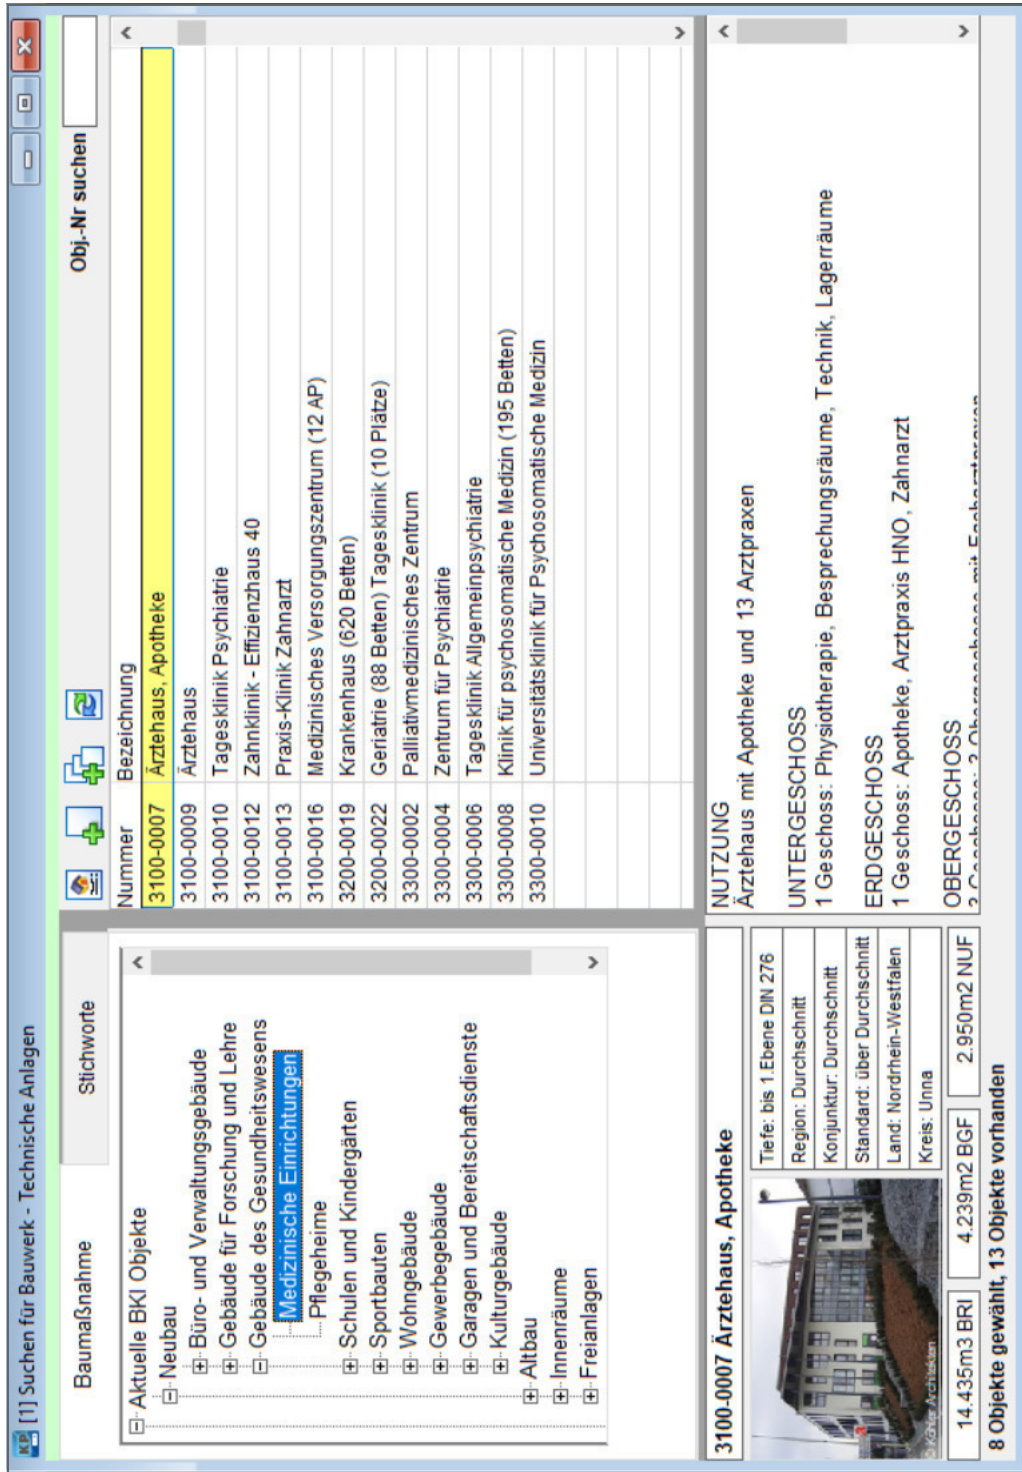 [1] Suchen für Bauwerk - Technische Anlagen
Baumaßnahme
Stichworte
Aktuelle BKI Objekte
Neubau
Büro- und Verwaltungsgebäude
Gebäude für Forschung und Lehre
Gebäude des Gesundheitswesens
Medizinische Einrichtungen
Pflegeheime
Schulen und Kindergärten
Sportbauten
Wohngebäude
Gewerbegebäude
Garagen und Bereitschaftsdienste
Kulturgebäude
Altbau
Innenräume
Freianlagen
Obj.-Nr suchen
Nummer Bezeichnung
3100-0007 Ärztehaus, Apotheke
3100-0009 Ärztehaus
3100-0010 Tagesklinik Psychiatrie
3100-0012 Zahnklinik - Effizienzhaus 40
3100-0013 Praxis-Klinik Zahnarzt
3100-0016 Medizinisches Versorgungszentrum (12 AP)
3200-0019 Krankenhaus (620 Betten)
3200-0022 Geriatrie (88 Betten) Tagesklinik (10 Plätze)
3300-0002 Palliativmedizinisches Zentrum
3300-0004 Zentrum für Psychiatrie
3300-0006 Tagesklinik Allgemeinpsychiatrie
3300-0008 Klinik für psychosomatische Medizin (195 Betten)
3300-0010 Universitätsklinik für Psychosomatische Medizin
3100-0007 Ärztehaus, Apotheke
© Kähler Architekten
Tiefe: bis 1.Ebene DIN 276
Region: Durchschnitt
Konjunktur: Durchschnitt
Standard: über Durchschnitt
Land: Nordrhein-Westfalen
Kreis: Unna
14.435m3 BRI
4.239m2 BGF
2.950m2 NUF
NUTZUNG
Ärztehaus mit Apotheke und 13 Arztpraxen
UNTERGESCHOSS
1 Geschoss: Physiotherapie, Besprechungsräume, Technik, Lagerräume
ERDGESCHOSS
1 Geschoss: Apotheke, Arztpraxis HNO, Zahnarzt
OBERGESCHOSS
8 Objekte gewählt, 13 Objekte vorhanden